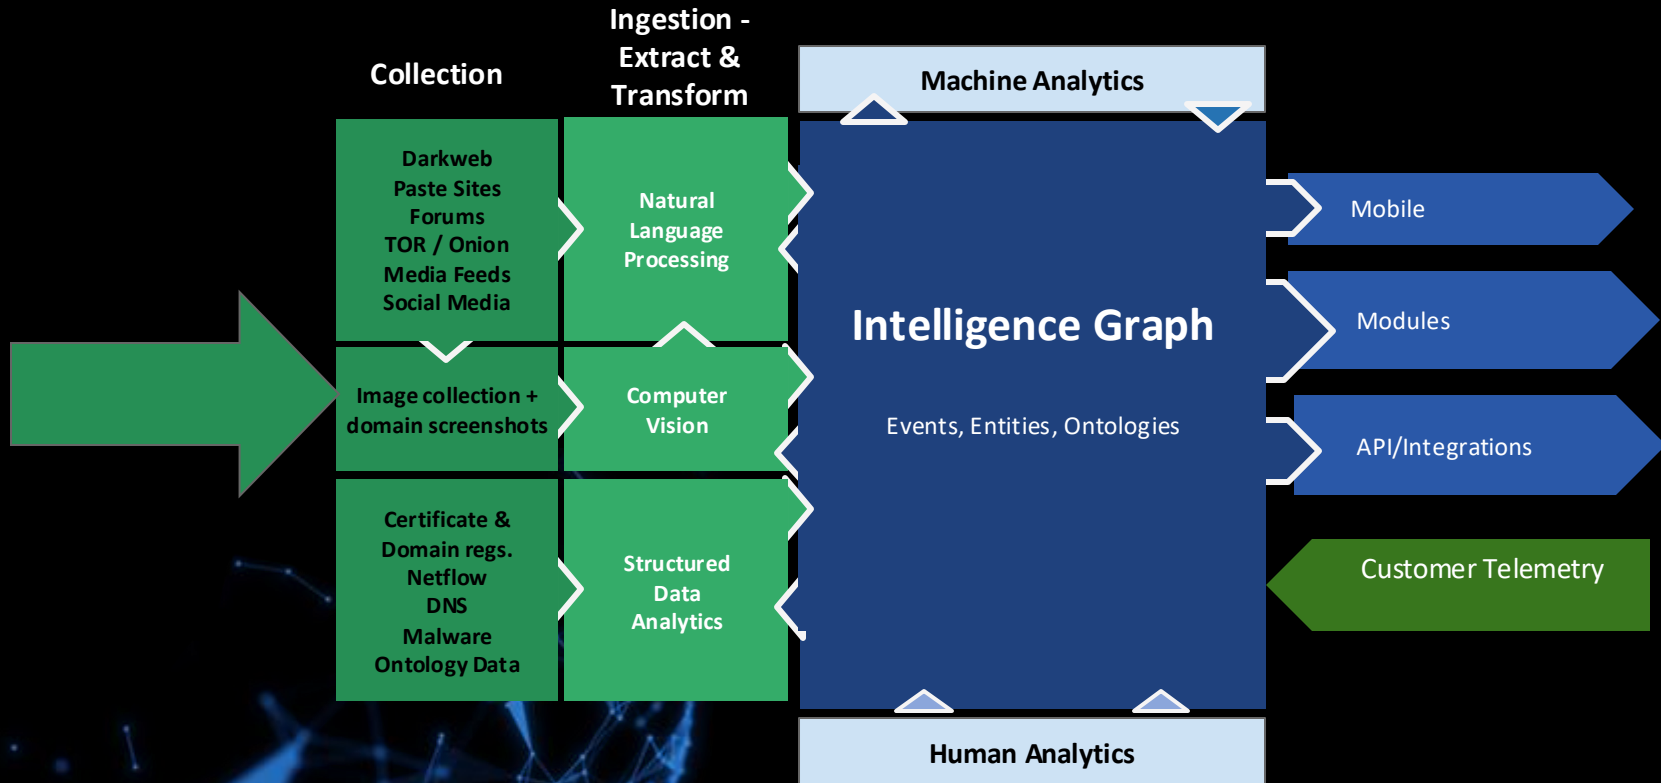 Collection
Ingestion -
Extract &
Transform
Machine Analytics
Darkweb
Paste Sites
Forums
TOR / Onion
Media Feeds
Social Media
Natural
Language
Processing
Image collection +
domain screenshots
Computer
Vision
Certificate &
Domain regs.
Netflow
DNS
Malware
Ontology Data
Structured
Data
Analytics
Intelligence Graph
Events, Entities, Ontologies
Mobile
Modules
API/Integrations
Customer Telemetry
Human Analytics